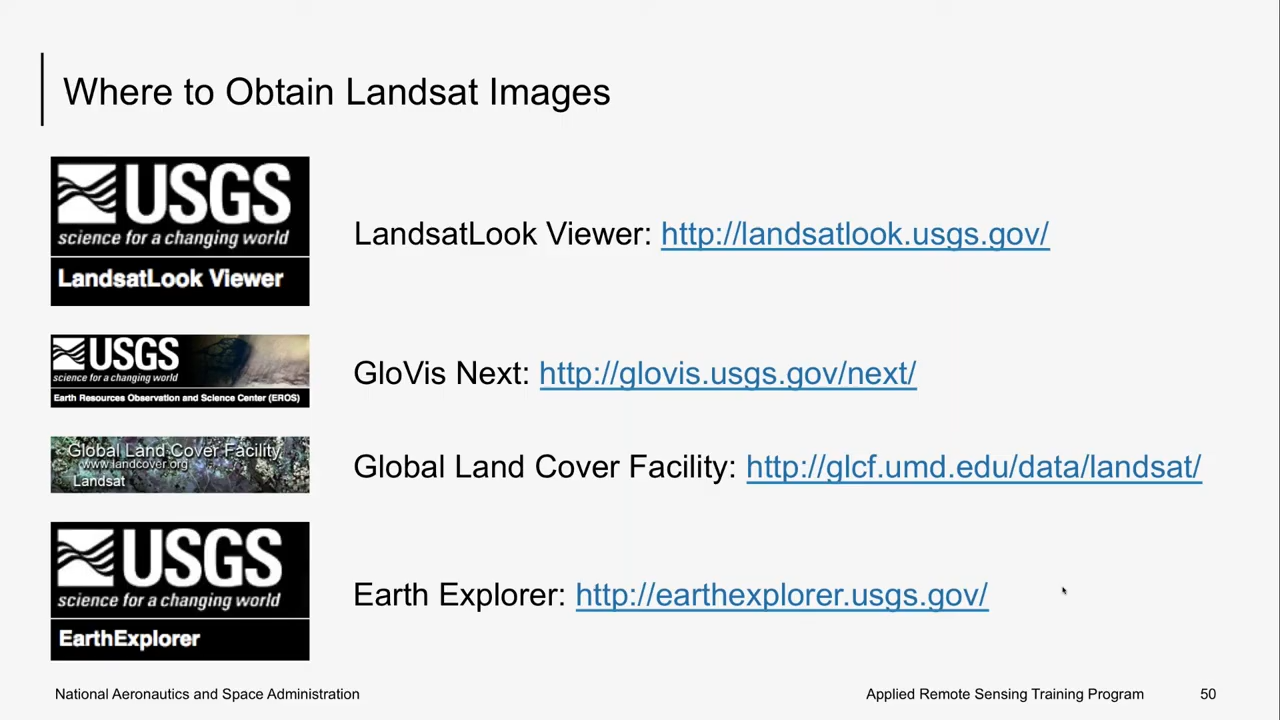 Where to Obtain Landsat Images
USGS
science for a changing world
LandsatLook Viewer
LandsatLook Viewer: http://landsatlook.usgs.gov/
USGS
science for a changing world
Earth Resources Observation and Science Center (EROS)
GloVis Next: http://glovis.usgs.gov/next/
Global Land Cover Facility
www.landcover.org
Landsat
Global Land Cover Facility: http://glcf.umd.edu/data/landsat/
USGS
science for a changing world
EarthExplorer
Earth Explorer: http://earthexplorer.usgs.gov/
National Aeronautics and Space Administration
Applied Remote Sensing Training Program
50